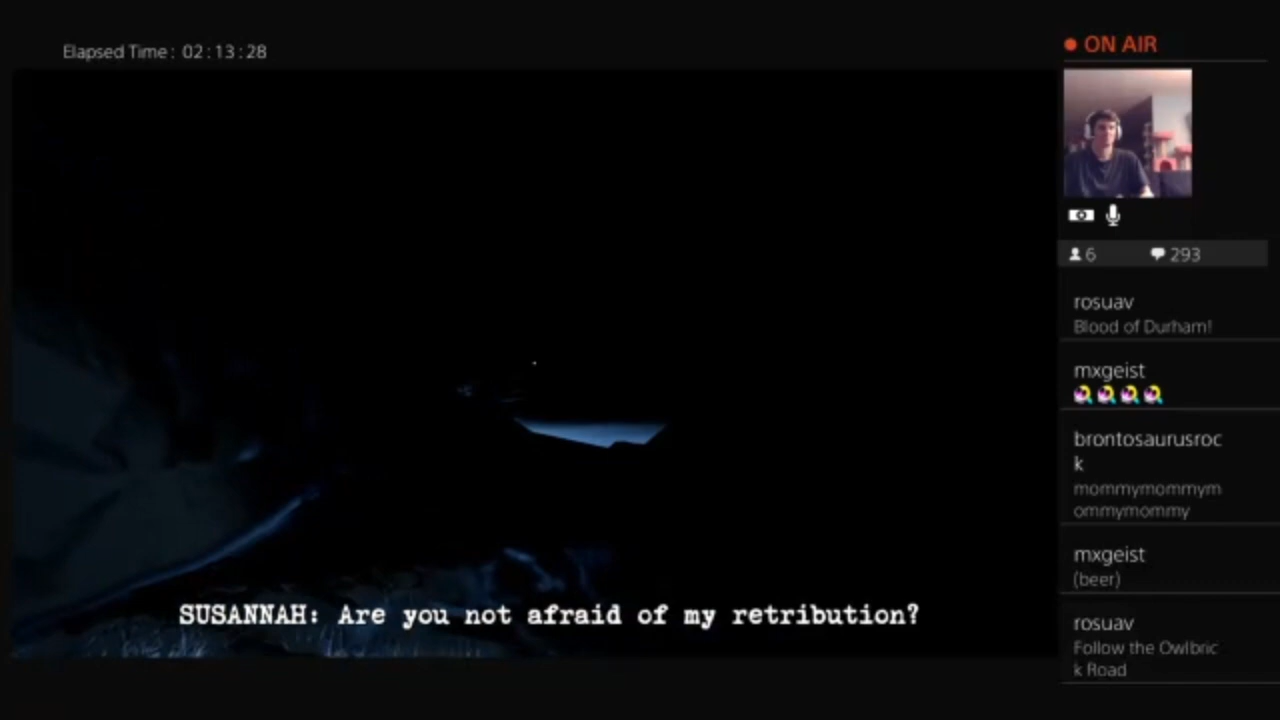 Elapsed Time: 02:13:28
ON AIR
6
293
rosuav
Blood of Durham!
mxgeist
brontosaurusroc
k
mommymommym
ommymommy
mxgeist
(beer)
rosuav
Follow the Owlbric
k Road
SUSANNAH: Are you not afraid of my retribution?